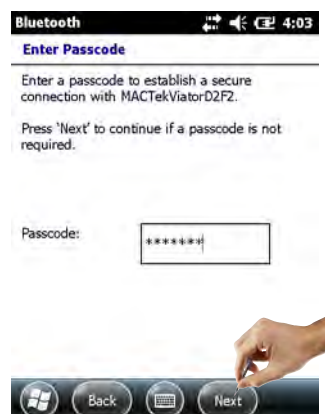 Bluetooth 4:03
Enter Passcode
Enter a passcode to establish a secure
connection with MACTekViatorD2F2.
Press 'Next' to continue if a passcode is not
required.
Passcode: *******
Back Next